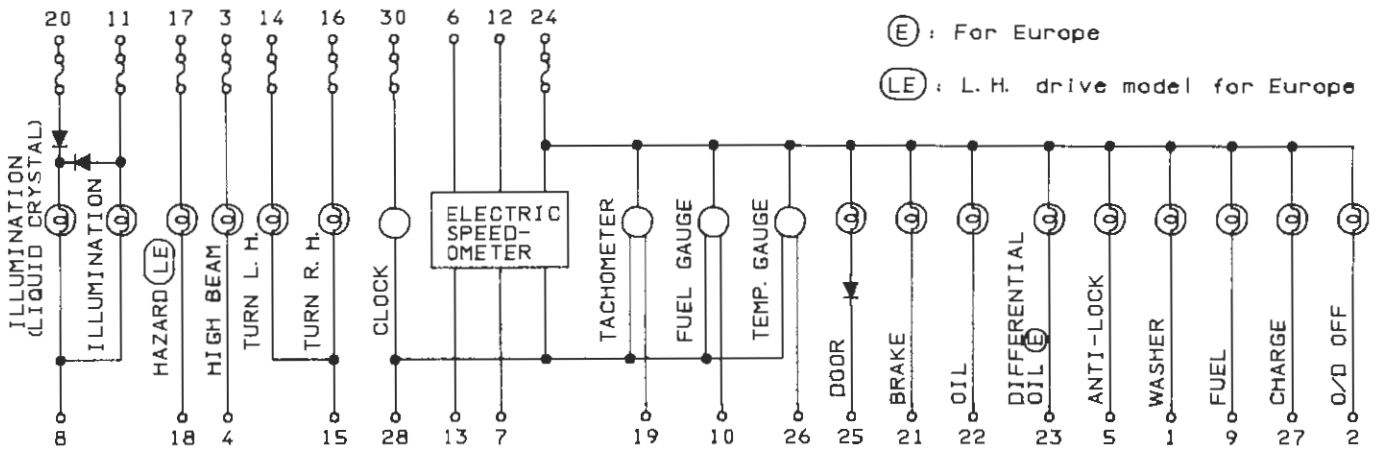 20 11 17 3 14 16 30 6 12 24
E : For Europe
LE : L.H. drive model for Europe
ILLUMINATION
(LIQUID CRYSTAL)
ILLUMINATION
HAZARD LE
HIGH BEAM
TURN L.H.
TURN R.H.
CLOCK
ELECTRIC
SPEED-
OMETER
TACHOMETER
FUEL GAUGE
TEMP. GAUGE
DOOR
BRAKE
OIL
DIFFERENTIAL
OIL E
ANTI-LOCK
WASHER
FUEL
CHARGE
O/D OFF
8 18 4 15 28 13 7 19 10 26 25 21 22 23 5 1 9 27 2